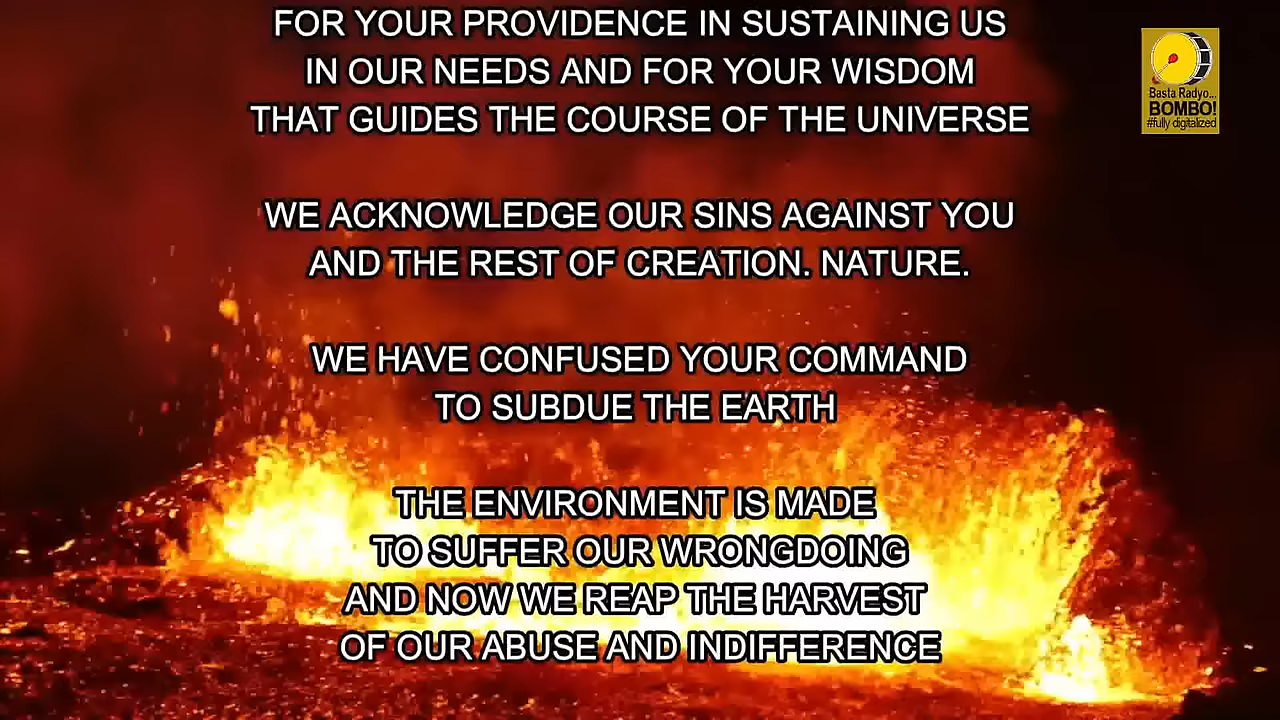 FOR YOUR PROVIDENCE IN SUSTAINING US
IN OUR NEEDS AND FOR YOUR WISDOM
THAT GUIDES THE COURSE OF THE UNIVERSE
WE ACKNOWLEDGE OUR SINS AGAINST YOU
AND THE REST OF CREATION. NATURE.
WE HAVE CONFUSED YOUR COMMAND
TO SUBDUE THE EARTH
THE ENVIRONMENT IS MADE
TO SUFFER OUR WRONGDOING
AND NOW WE REAP THE HARVEST
OF OUR ABUSE AND INDIFFERENCE
Basta Radyo...
BOMBO!
#fully digitalized